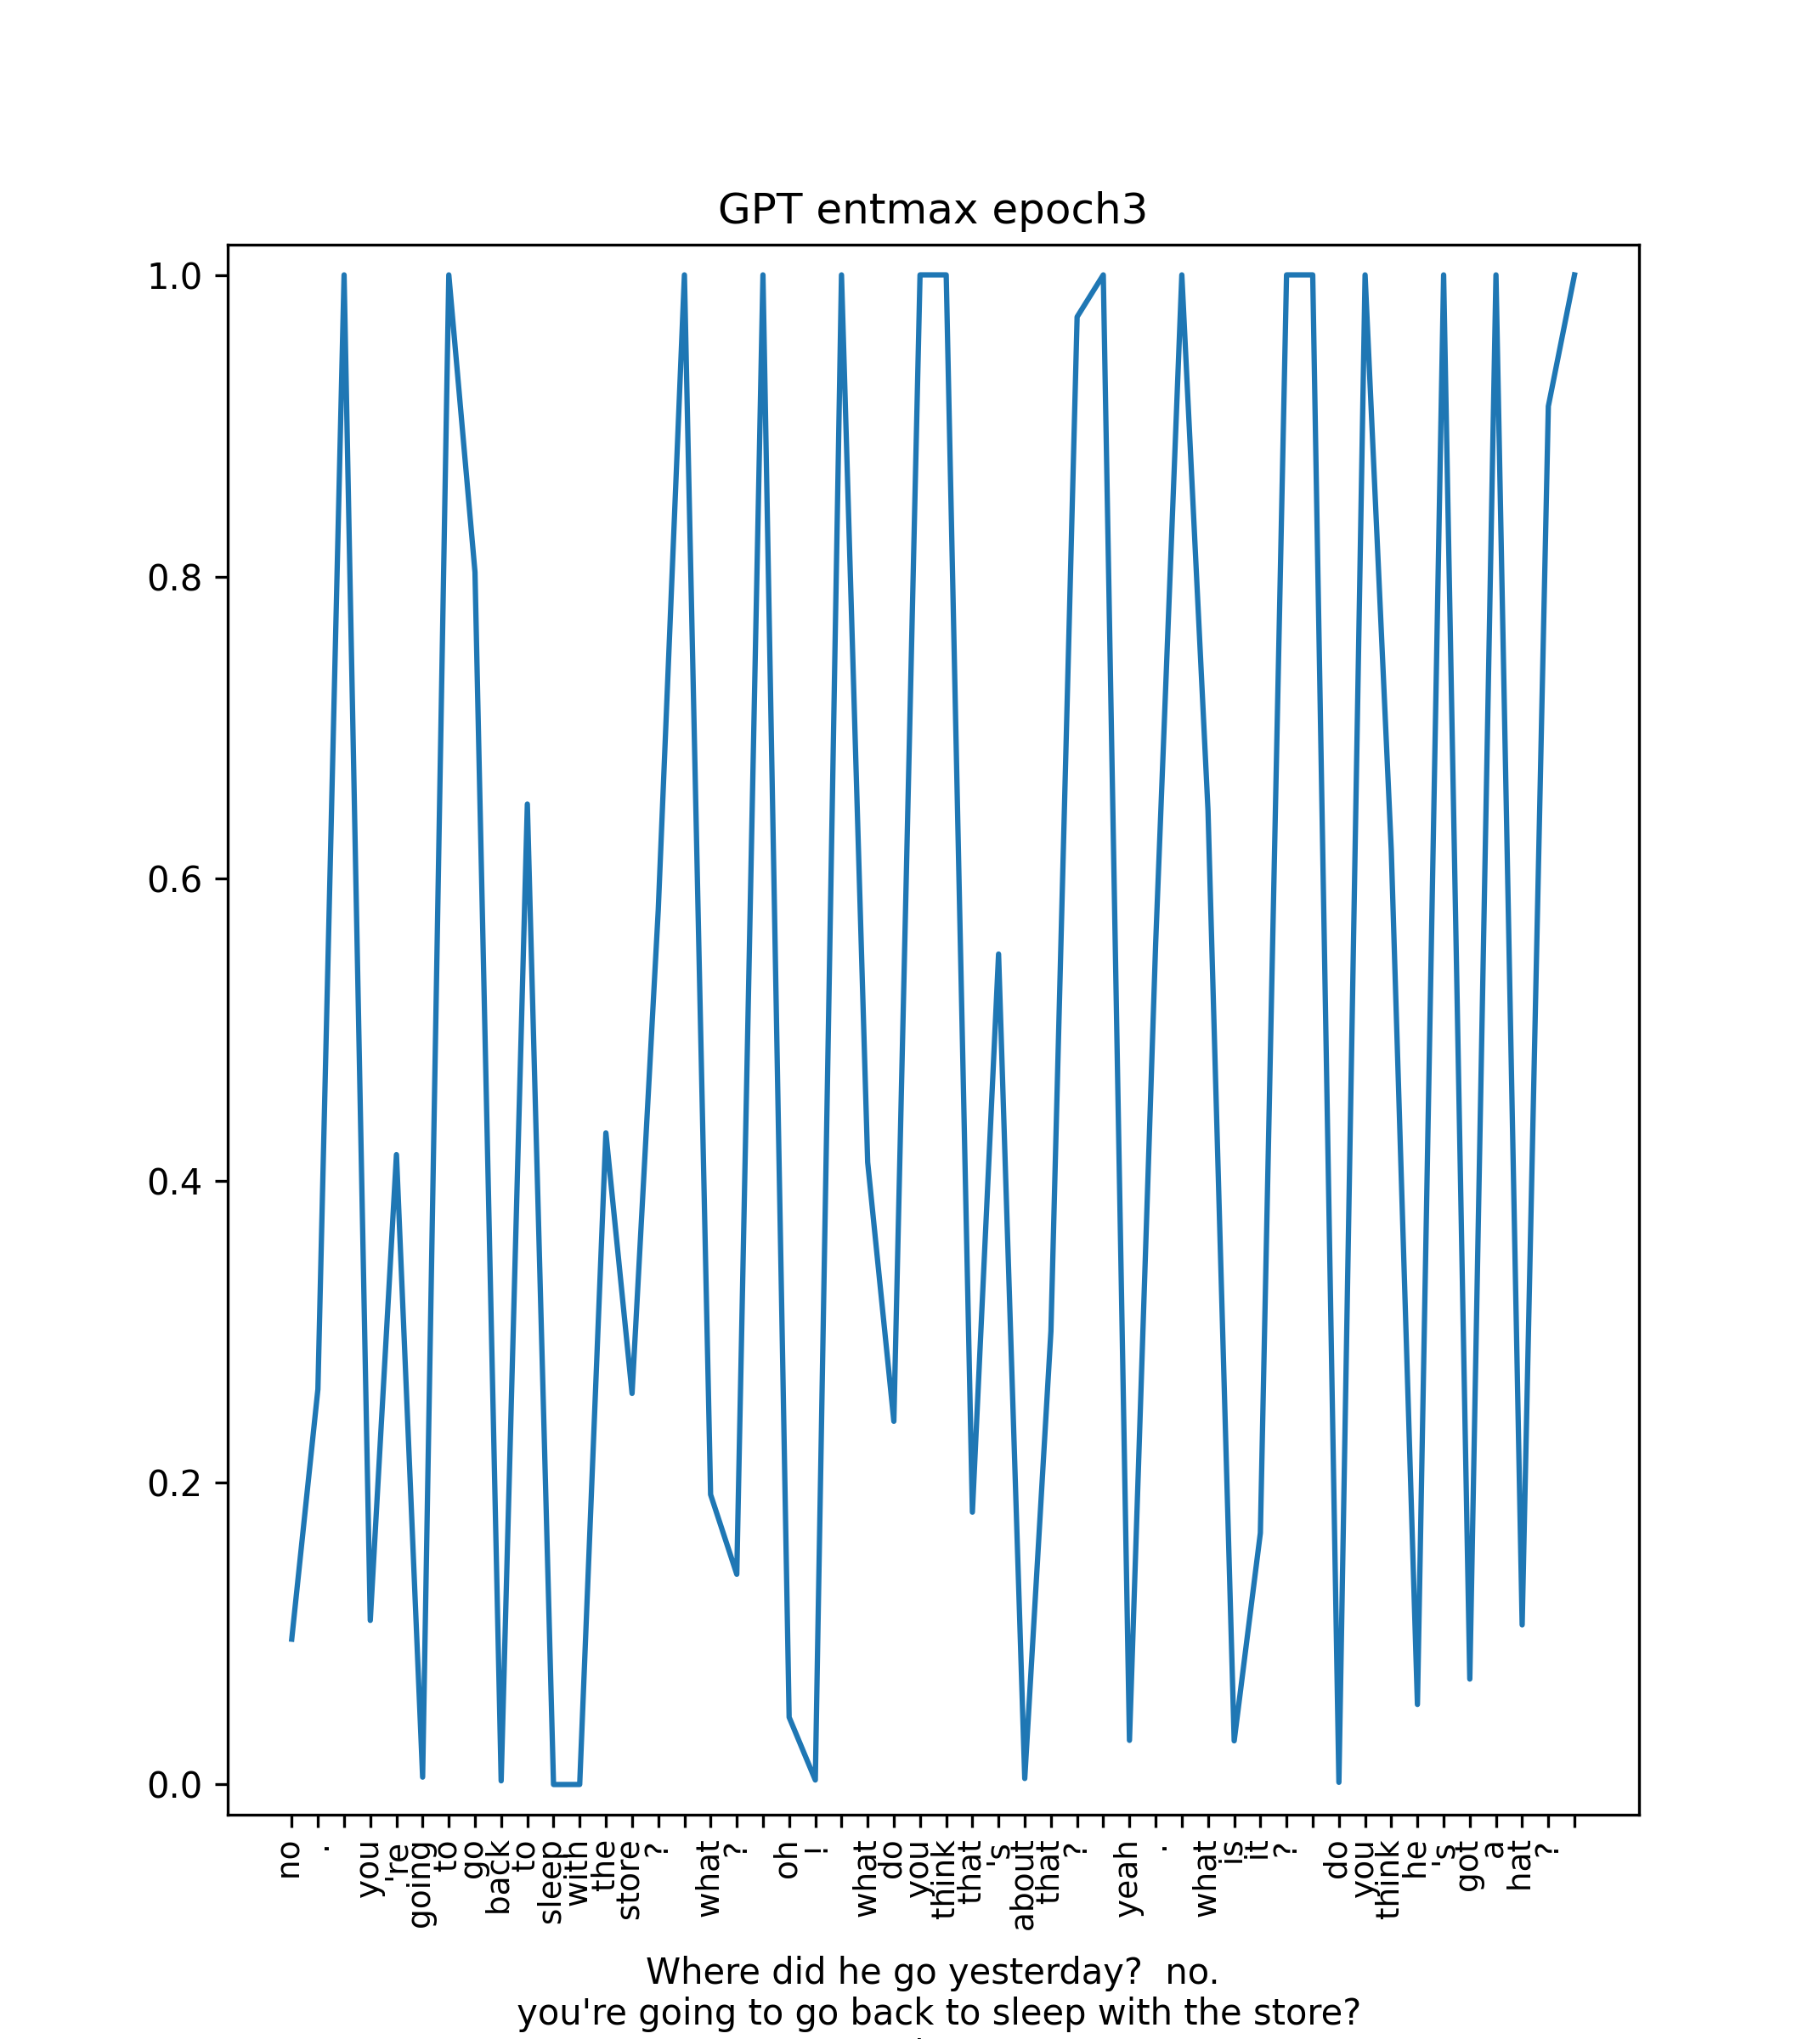 GPT entmax epoch3
1.0
0.8
0.6
0.4
0.2
0.0
no
.
you
're
going
to
go
back
to
sleep
with
the
store
?
what
?
oh
!
what
do
you
think
that
's
about
that
?
yeah
.
what
is
it
?
do
you
think
he
's
got
a
hat
?
Where did he go yesterday?  no.
you're going to go back to sleep with the store?